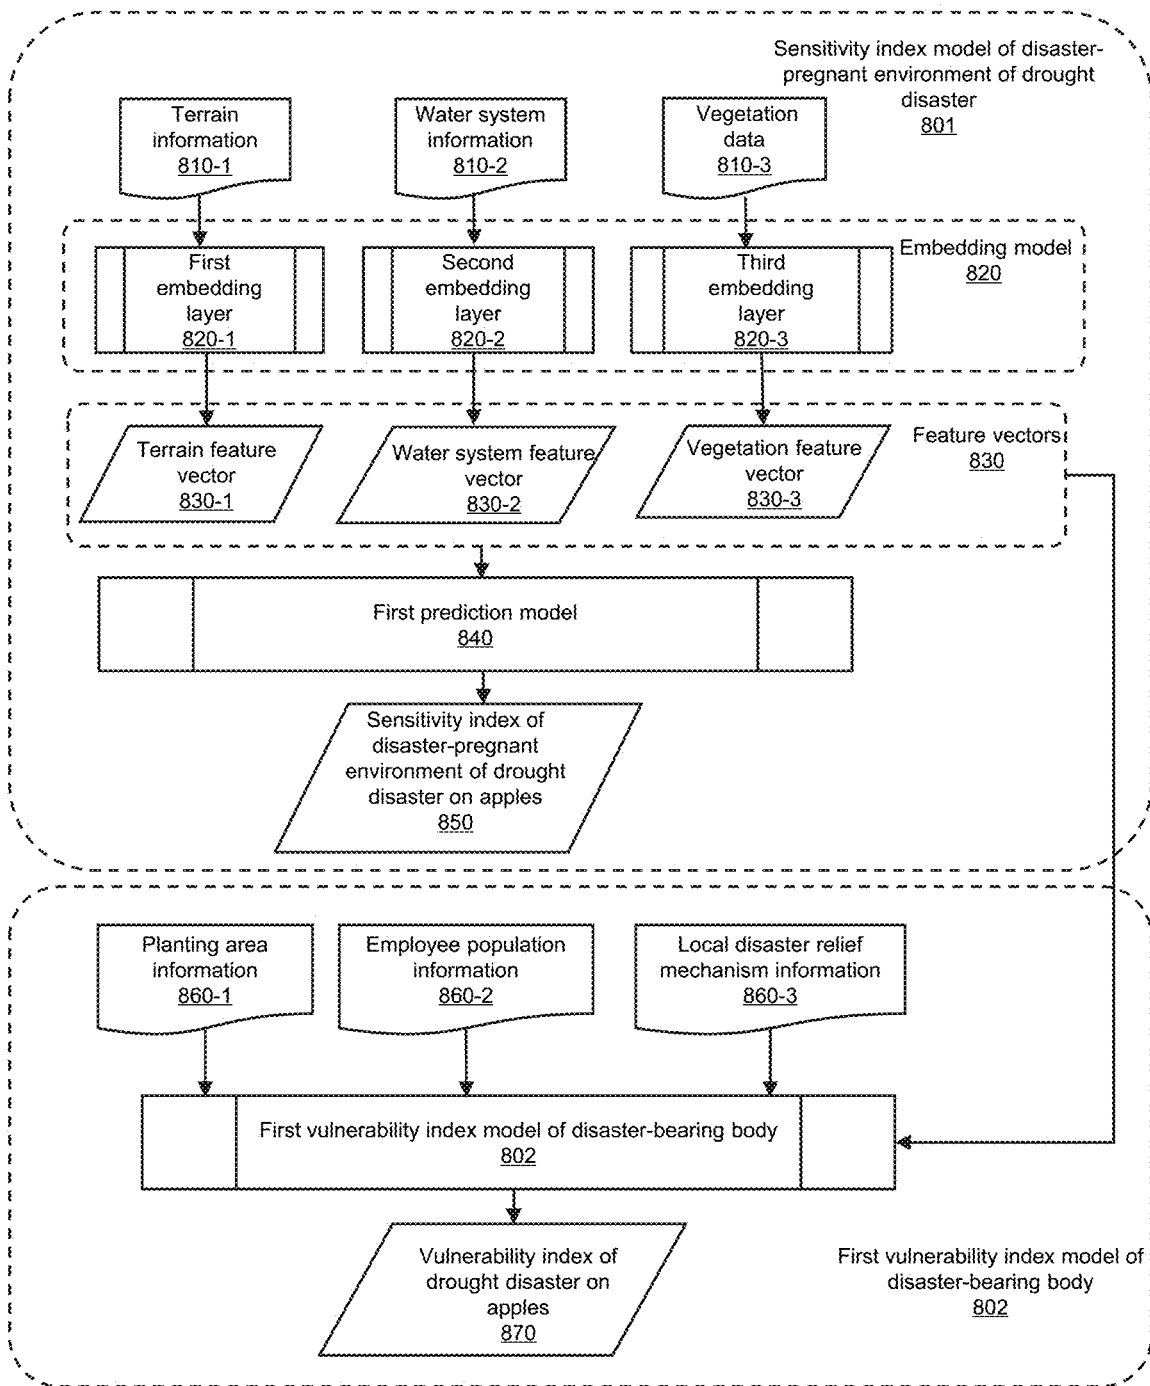 Sensitivity index model of disaster-
pregnant environment of drought
disaster
801
Terrain
information
810-1
Water system
information
810-2
Vegetation
data
810-3
Embedding model
820
First
embedding
layer
820-1
Second
embedding
layer
820-2
Third
embedding
layer
820-3
Feature vectors
830
Terrain feature
vector
830-1
Water system feature
vector
830-2
Vegetation feature
vector
830-3
First prediction model
840
Sensitivity index of
disaster-pregnant
environment of drought
disaster on apples
850
Planting area
information
860-1
Employee population
information
860-2
Local disaster relief
mechanism information
860-3
First vulnerability index model of disaster-bearing body
802
Vulnerability index of
drought disaster on
apples
870
First vulnerability index model of
disaster-bearing body
802